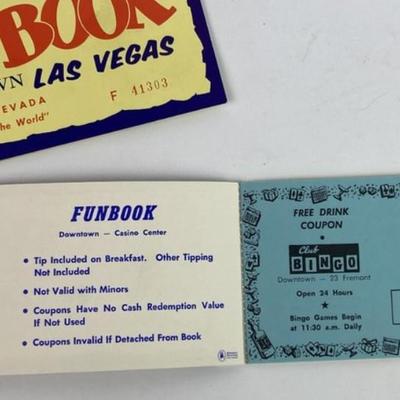 BOOK
WN LAS VEGAS
EVADA
F 41303
he World"
FUNBOOK
Downtown — Casino Center
• Tip Included on Breakfast. Other Tipping
Not Included
• Not Valid with Minors
• Coupons Have No Cash Redemption Value
If Not Used
• Coupons Invalid If Detached From Book
FREE DRINK
COUPON
Club
BINGO
Downtown — 23 Fremont
Open 24 Hours
★
Bingo Games Begin
at 11:30 a.m. Daily